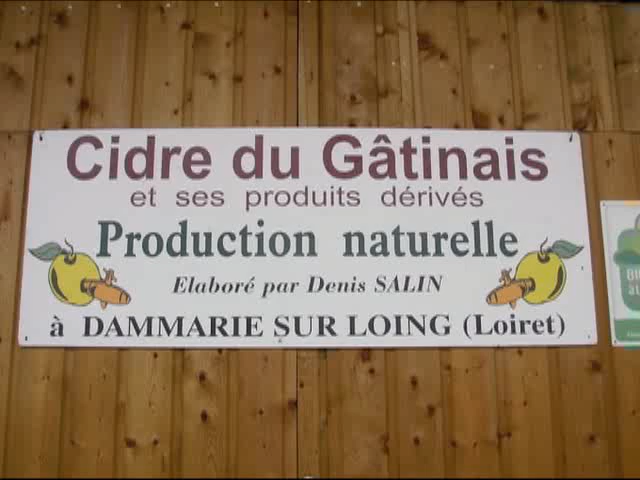 Cidre du Gâtinais
et ses produits dérivés
Production naturelle
Elaboré par Denis SALIN
à DAMMARIE SUR LOING (Loiret)